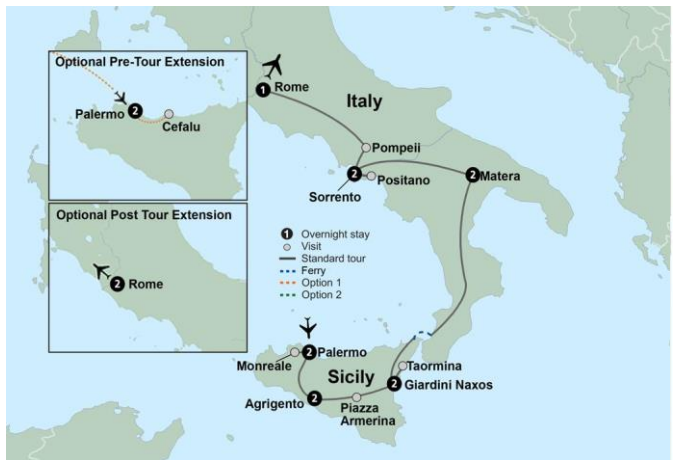 Optional Pre-Tour Extension
Palermo
2
Cefalu
Optional Post Tour Extension
2
Rome
1
Rome
Italy
Pompeii
2
Sorrento
Positano
2
Matera
1 Overnight stay
Visit
Standard tour
Ferry
Option 1
Option 2
2
Palermo
Monreale
Sicily
Taormina
2
Giardini Naxos
Agrigento
2
Piazza
Armerina